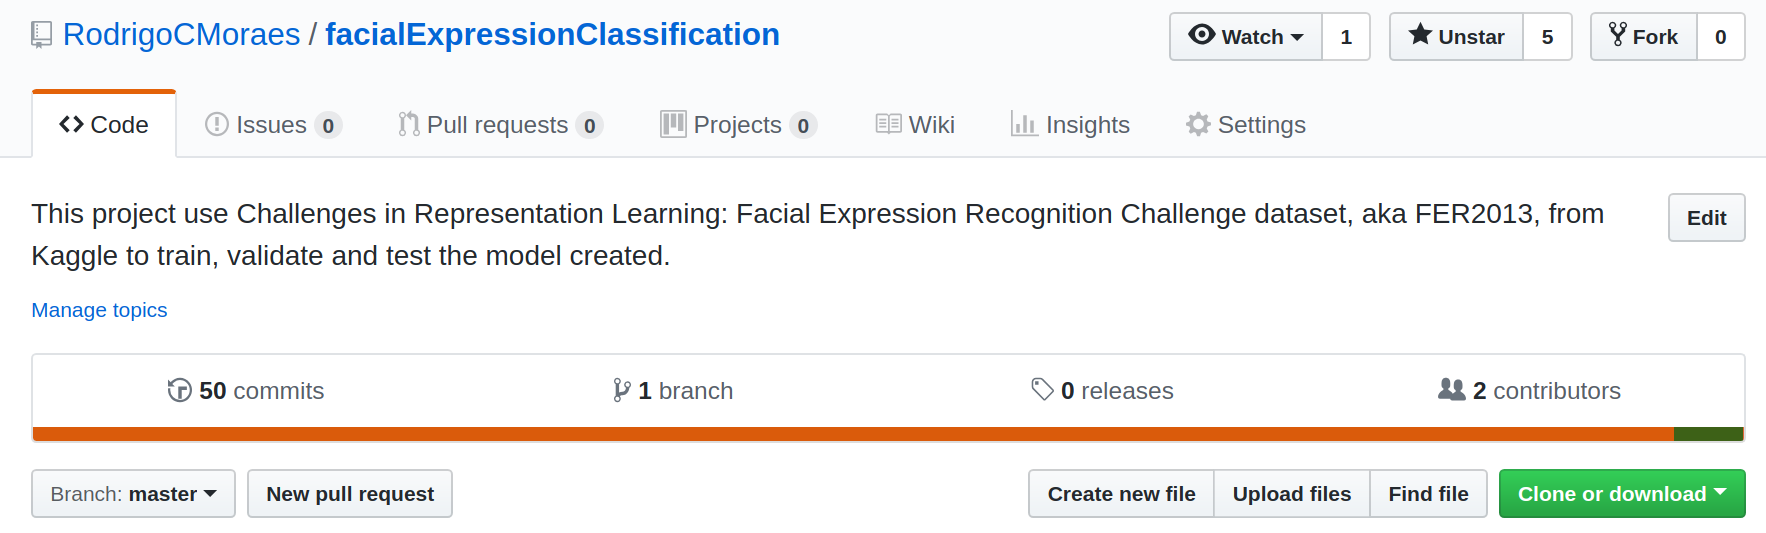 RodrigoCMoraes / facialExpressionClassification
Watch 1 Unstar 5 Fork 0
Code Issues 0 Pull requests 0 Projects 0 Wiki Insights Settings
This project use Challenges in Representation Learning: Facial Expression Recognition Challenge dataset, aka FER2013, from
Kaggle to train, validate and test the model created.
Edit
Manage topics
50 commits 1 branch 0 releases 2 contributors
Branch: master New pull request Create new file Upload files Find file Clone or download